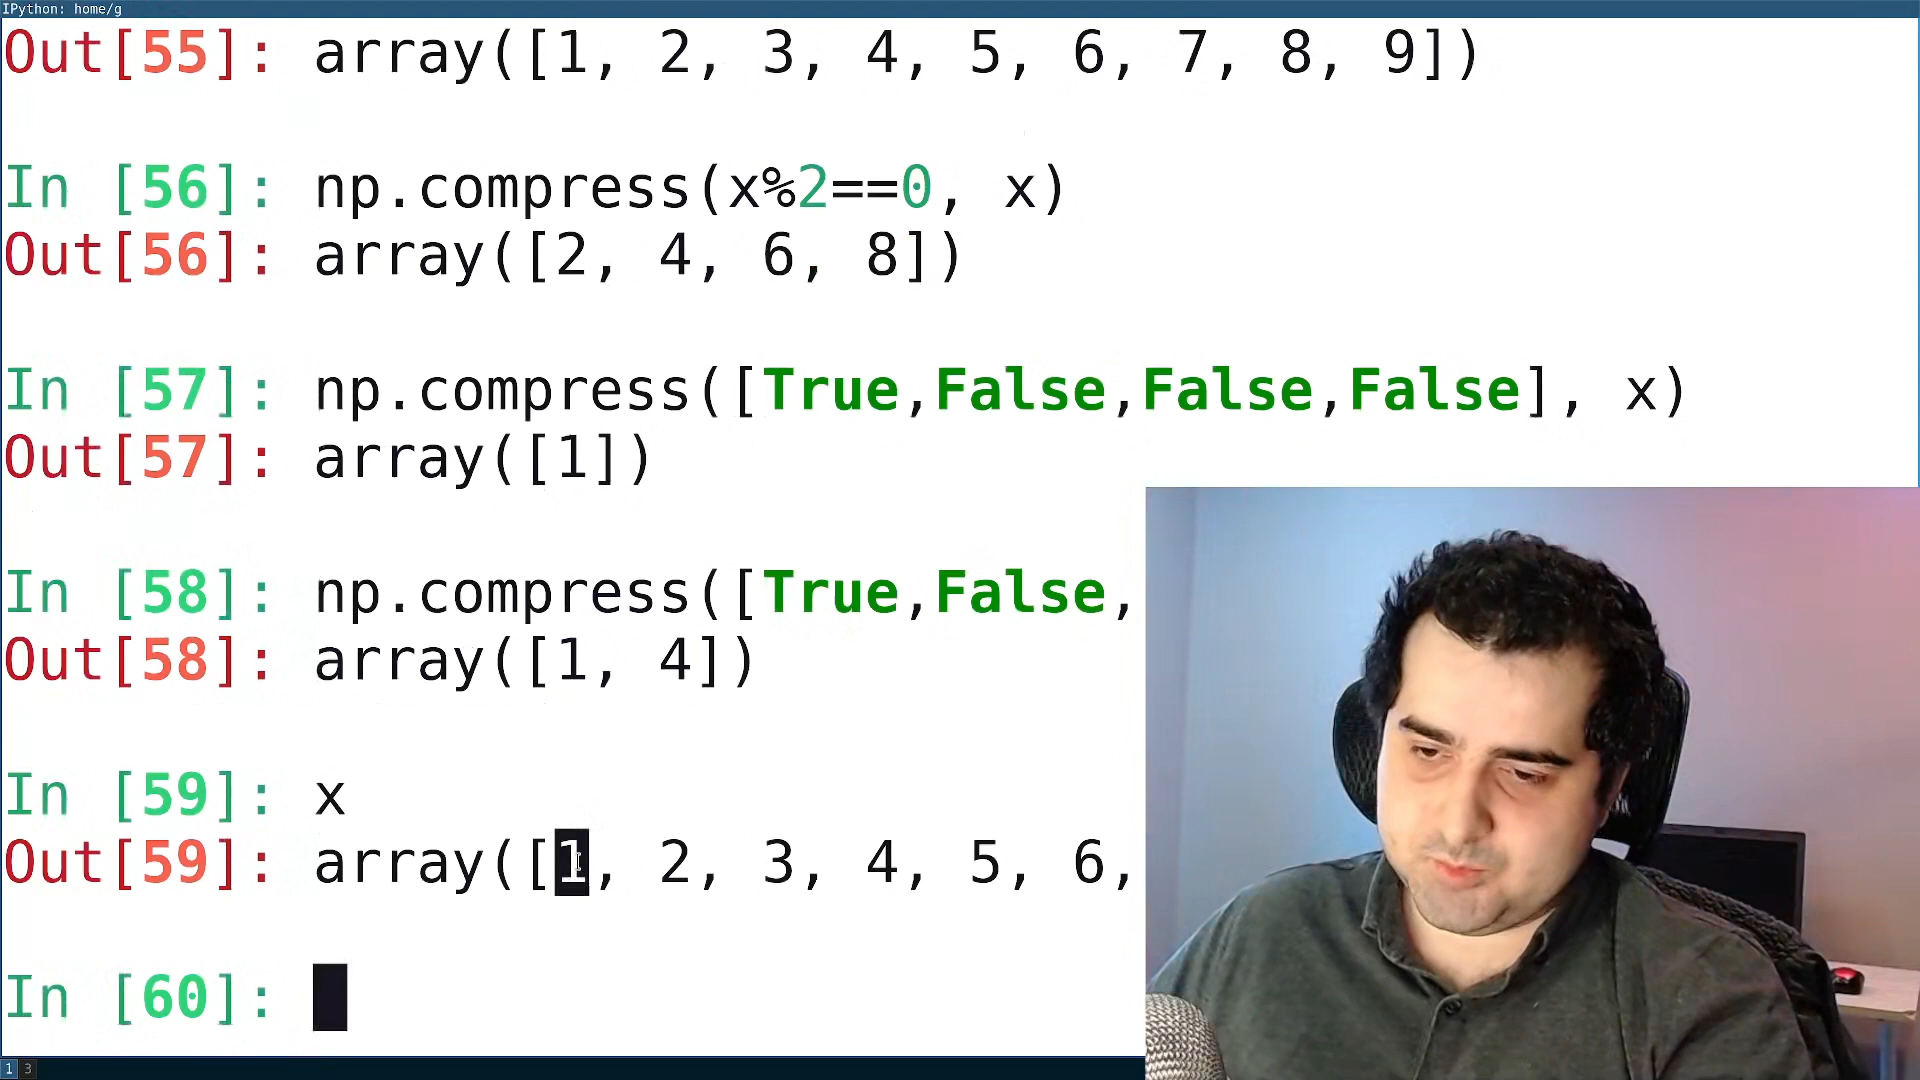 IPython: home/g
Out[55]: array([1, 2, 3, 4, 5, 6, 7, 8, 9])
In [56]: np.compress(x%2==0, x)
Out[56]: array([2, 4, 6, 8])
In [57]: np.compress([True,False,False,False], x)
Out[57]: array([1])
In [58]: np.compress([True,False,
Out[58]: array([1, 4])
In [59]: x
Out[59]: array([1, 2, 3, 4, 5, 6,
In [60]:
1 3